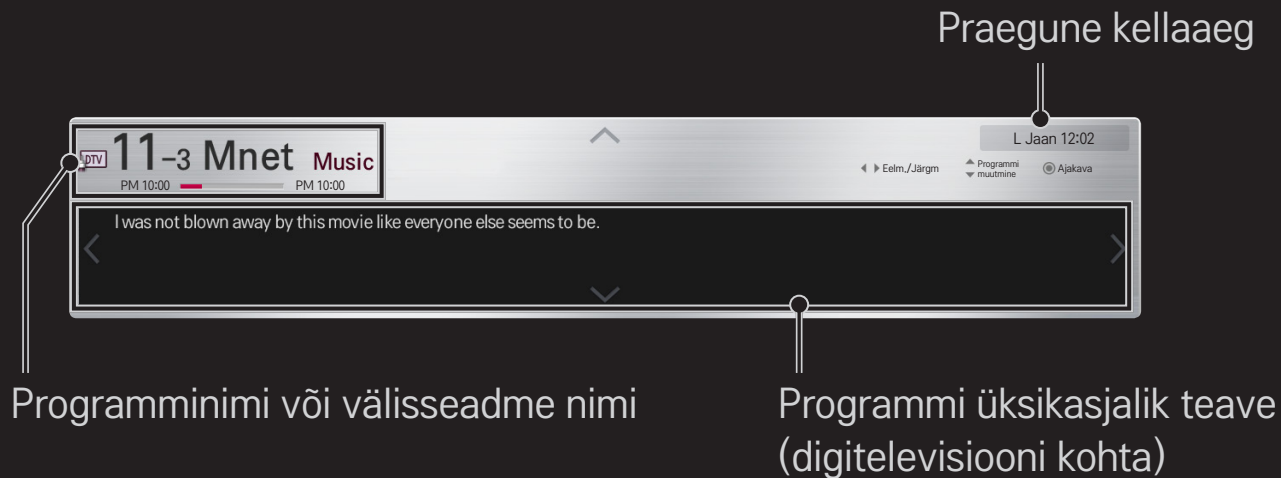 Praegune kellaaeg
L Jaan 12:02
DTV 11-3 Mnet Music
PM 10:00 PM 10:00
Eelm,/Järgm
Programmi
muutmine
Ajakava
I was not blown away by this movie like everyone else seems to be.
Programminimi või välisseadme nimi
Programmi üksikasjalik teave
(digitelevisiooni kohta)